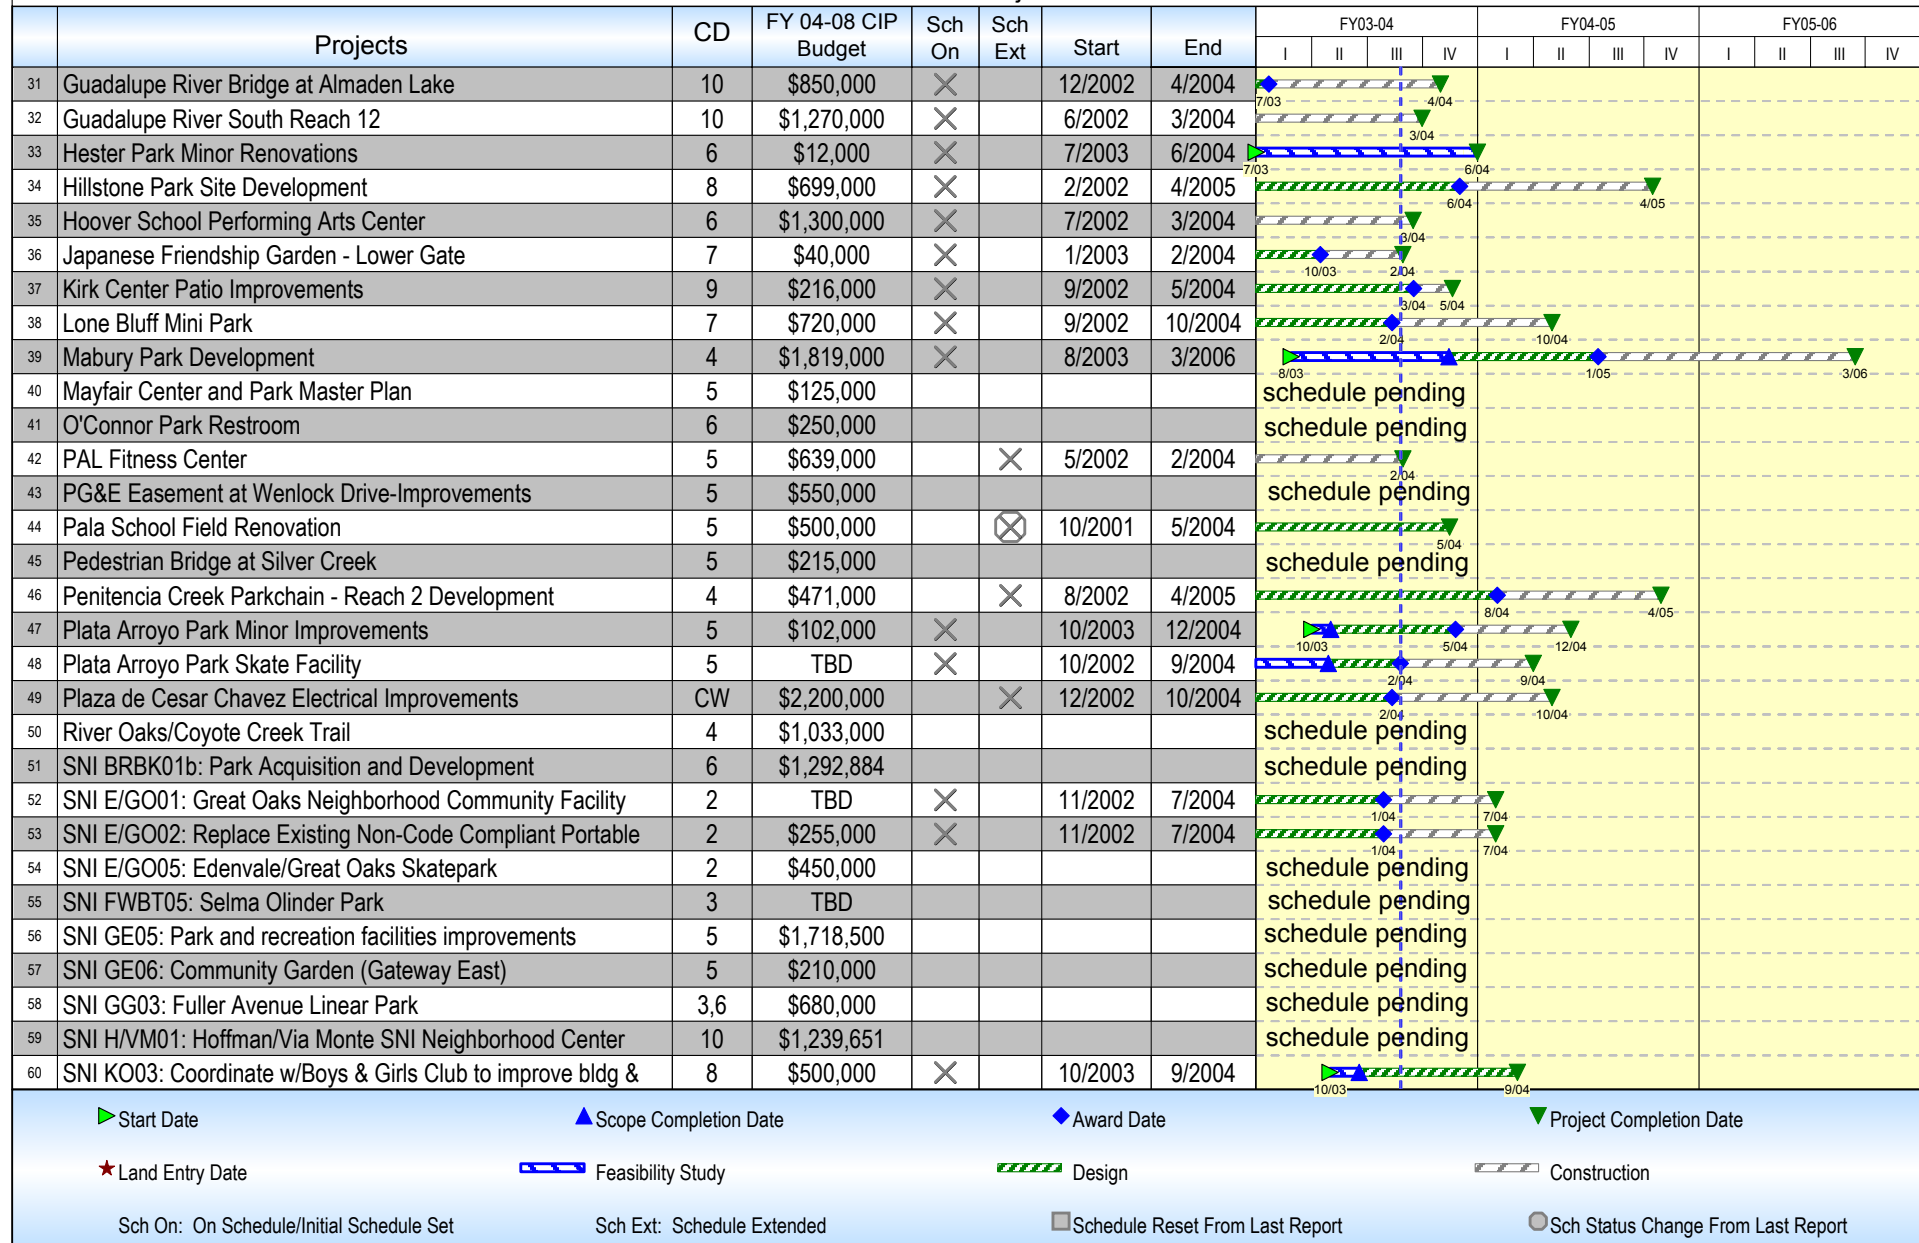 Projects CD FY 04-08 CIP Budget Sch On Sch Ext Start End FY03-04 FY04-05 FY05-06
I II III IV I II III IV I II III IV
31 Guadalupe River Bridge at Almaden Lake 10 $850,000 12/2002 4/2004 7/03 4/04
32 Guadalupe River South Reach 12 10 $1,270,000 6/2002 3/2004 3/04
33 Hester Park Minor Renovations 6 $12,000 7/2003 6/2004 7/03 6/04
34 Hillstone Park Site Development 8 $699,000 2/2002 4/2005 6/04 4/05
35 Hoover School Performing Arts Center 6 $1,300,000 7/2002 3/2004 3/04
36 Japanese Friendship Garden - Lower Gate 7 $40,000 1/2003 2/2004 10/03 2/04
37 Kirk Center Patio Improvements 9 $216,000 9/2002 5/2004 3/04 5/04
38 Lone Bluff Mini Park 7 $720,000 9/2002 10/2004 2/04 10/04
39 Mabury Park Development 4 $1,819,000 8/2003 3/2006 8/03 1/05 3/06
40 Mayfair Center and Park Master Plan 5 $125,000 schedule pending
41 O'Connor Park Restroom 6 $250,000 schedule pending
42 PAL Fitness Center 5 $639,000 5/2002 2/2004 2/04
43 PG&E Easement at Wenlock Drive-Improvements 5 $550,000 schedule pending
44 Pala School Field Renovation 5 $500,000 10/2001 5/2004 5/04
45 Pedestrian Bridge at Silver Creek 5 $215,000 schedule pending
46 Penitencia Creek Parkchain - Reach 2 Development 4 $471,000 8/2002 4/2005 8/04 4/05
47 Plata Arroyo Park Minor Improvements 5 $102,000 10/2003 12/2004 10/03 5/04 12/04
48 Plata Arroyo Park Skate Facility 5 TBD 10/2002 9/2004 2/04 9/04
49 Plaza de Cesar Chavez Electrical Improvements CW $2,200,000 12/2002 10/2004 2/04 10/04
50 River Oaks/Coyote Creek Trail 4 $1,033,000 schedule pending
51 SNI BRBK01b: Park Acquisition and Development 6 $1,292,884 schedule pending
52 SNI E/GO01: Great Oaks Neighborhood Community Facility 2 TBD 11/2002 7/2004 1/04 7/04
53 SNI E/GO02: Replace Existing Non-Code Compliant Portable 2 $255,000 11/2002 7/2004 1/04 7/04
54 SNI E/GO05: Edenvale/Great Oaks Skatepark 2 $450,000 schedule pending
55 SNI FWBT05: Selma Olinder Park 3 TBD schedule pending
56 SNI GE05: Park and recreation facilities improvements 5 $1,718,500 schedule pending
57 SNI GE06: Community Garden (Gateway East) 5 $210,000 schedule pending
58 SNI GG03: Fuller Avenue Linear Park 3,6 $680,000 schedule pending
59 SNI H/VM01: Hoffman/Via Monte SNI Neighborhood Center 10 $1,239,651 schedule pending
60 SNI KO03: Coordinate w/Boys & Girls Club to improve bldg & 8 $500,000 10/2003 9/2004 10/03 9/04
Start Date Scope Completion Date Award Date Project Completion Date
Land Entry Date Feasibility Study Design Construction
Sch On: On Schedule/Initial Schedule Set Sch Ext: Schedule Extended Schedule Reset From Last Report Sch Status Change From Last Report